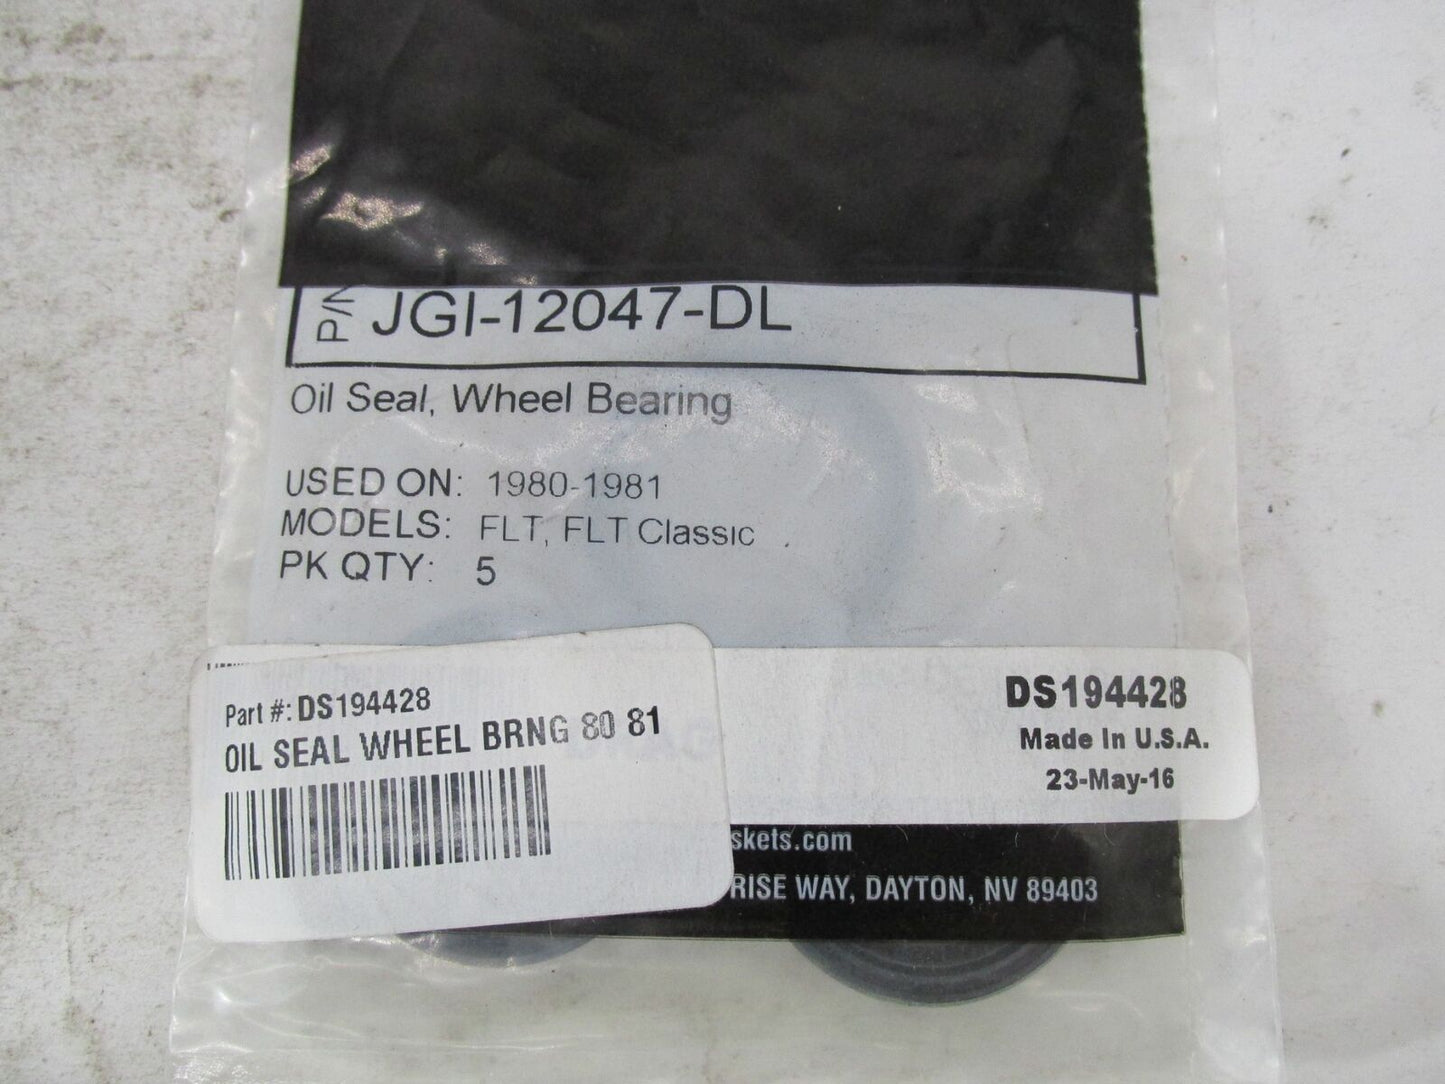 P/N JGI-12047-DL
Oil Seal, Wheel Bearing
USED ON: 1980-1981
MODELS: FLT, FLT Classic
PK QTY: 5
Part #: DS194428
OIL SEAL WHEEL BRNG 80 81
DS194428
Made In U.S.A.
23-May-16
skets.com
RISE WAY, DAYTON, NV 89403